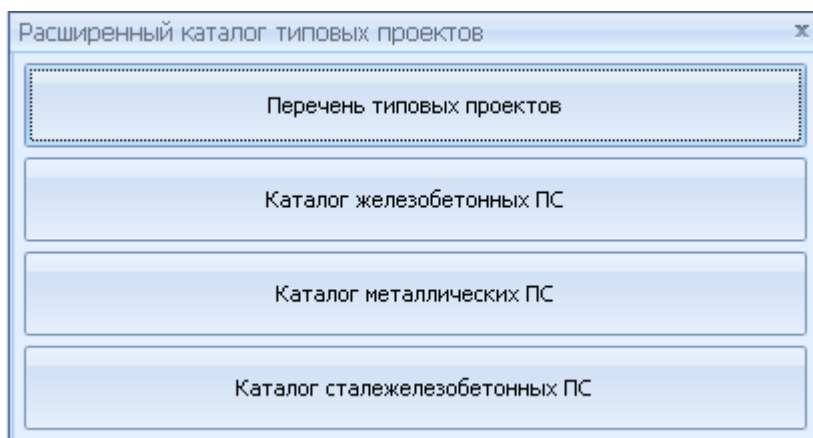 Расширенный каталог типовых проектов
Перечень типовых проектов
Каталог железобетонных ПС
Каталог металлических ПС
Каталог сталежелезобетонных ПС